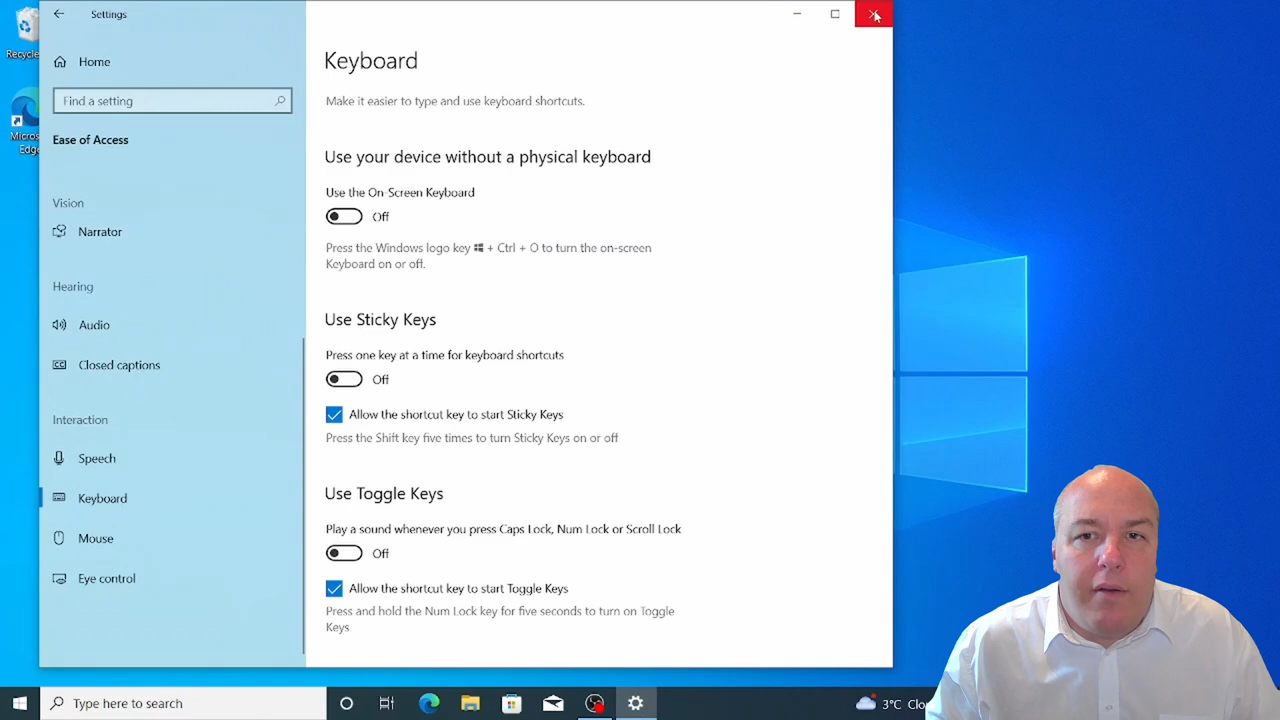 Settings
Home
Find a setting
Ease of Access
Vision
Narrator
Hearing
Audio
Closed captions
Interaction
Speech
Keyboard
Mouse
Eye control
Keyboard
Make it easier to type and use keyboard shortcuts.
Use your device without a physical keyboard
Use the On-Screen Keyboard
Off
Press the Windows logo key + Ctrl + O to turn the on-screen
Keyboard on or off.
Use Sticky Keys
Press one key at a time for keyboard shortcuts
Off
Allow the shortcut key to start Sticky Keys
Press the Shift key five times to turn Sticky Keys on or off
Use Toggle Keys
Play a sound whenever you press Caps Lock, Num Lock or Scroll Lock
Off
Allow the shortcut key to start Toggle Keys
Press and hold the Num Lock key for five seconds to turn on Toggle
Keys
Recycle
Micros
Edge
Type here to search
3°C Clo